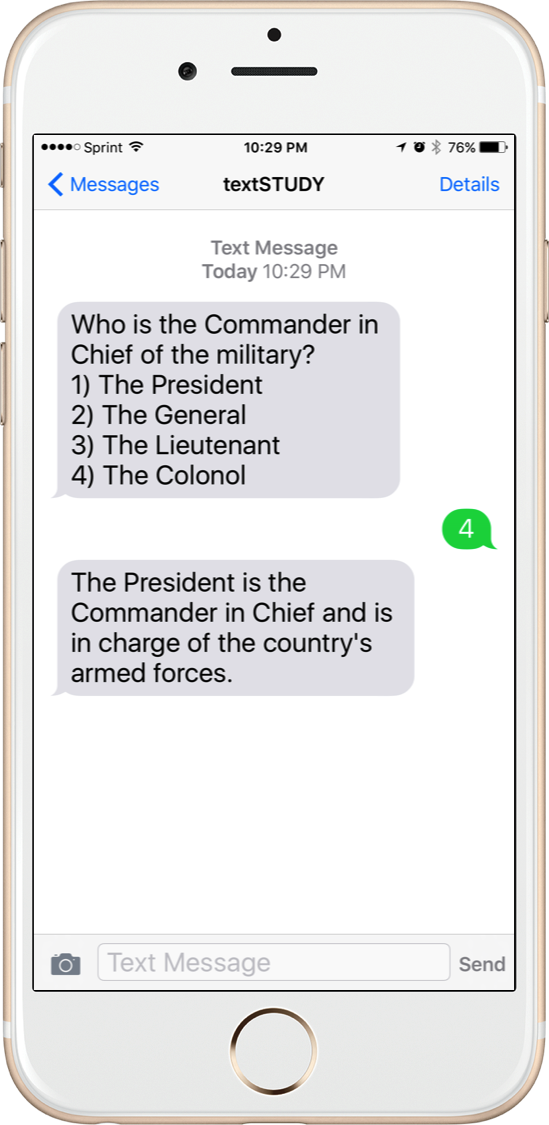 Sprint 10:29 PM 76%
Messages textSTUDY Details
Text Message
Today 10:29 PM
Who is the Commander in
Chief of the military?
1) The President
2) The General
3) The Lieutenant
4) The Colonol
4
The President is the
Commander in Chief and is
in charge of the country's
armed forces.
Text Message Send